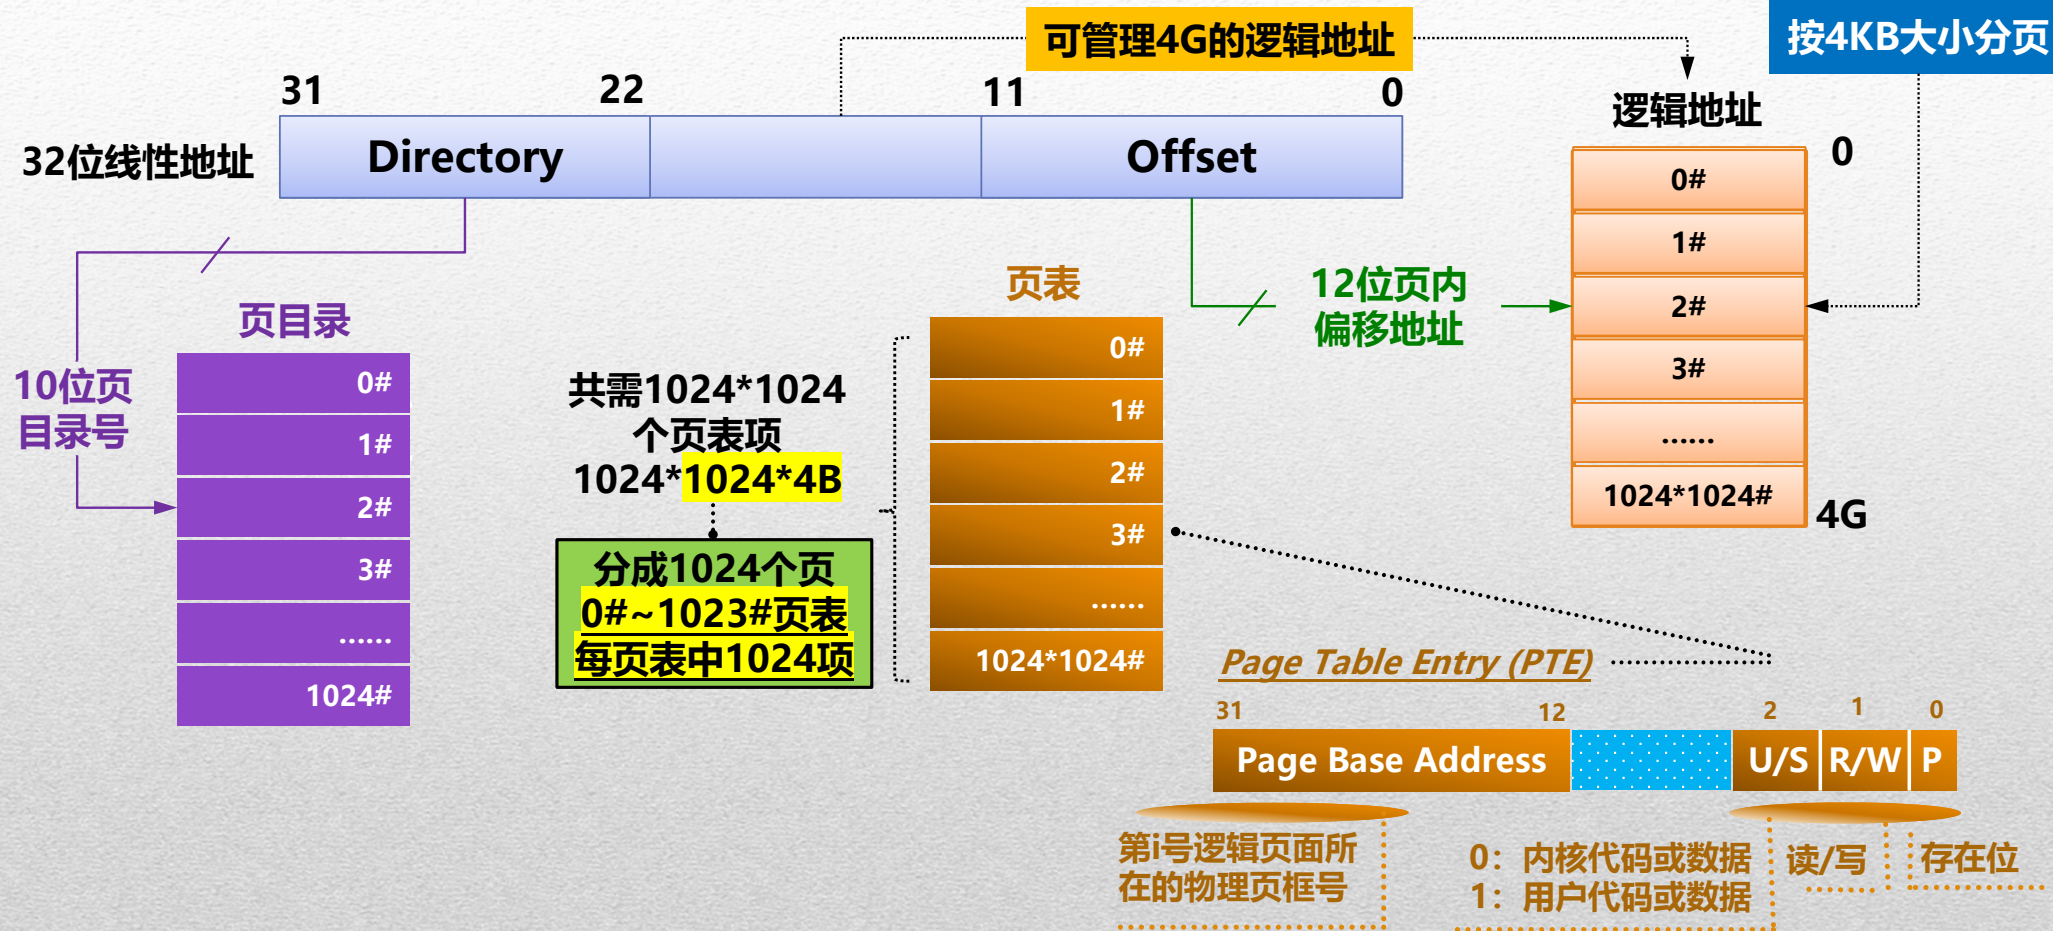 可管理4G的逻辑地址
按4KB大小分页
31
22
11
0
32位线性地址
Directory
Offset
逻辑地址
0
0#
1#
2#
3#
......
1024*1024#
4G
10位页
目录号
页目录
0#
1#
2#
3#
......
1024#
共需1024*1024
个页表项
1024*1024*4B
分成1024个页
0#~1023#页表
每页表中1024项
页表
0#
1#
2#
3#
......
1024*1024#
12位页内
偏移地址
Page Table Entry (PTE)
31
12
2
1
0
Page Base Address
U/S
R/W
P
第i号逻辑页面所
在的物理页框号
0：内核代码或数据
1：用户代码或数据
读/写
存在位